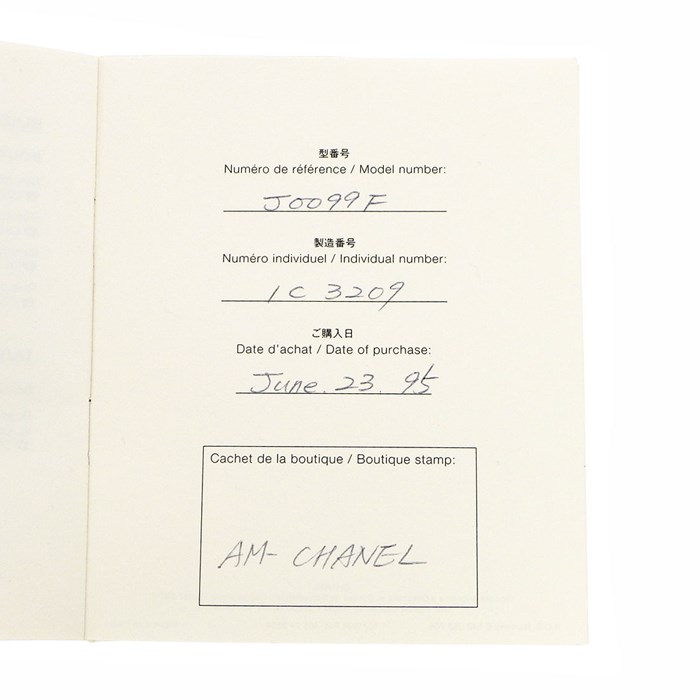 型番号
Numéro de référence / Model number:
J0099F
製造番号
Numéro individuel / Individual number:
IC 3209
ご購入日
Date d'achat / Date of purchase:
June. 23. 95
Cachet de la boutique / Boutique stamp:
AM- CHANEL